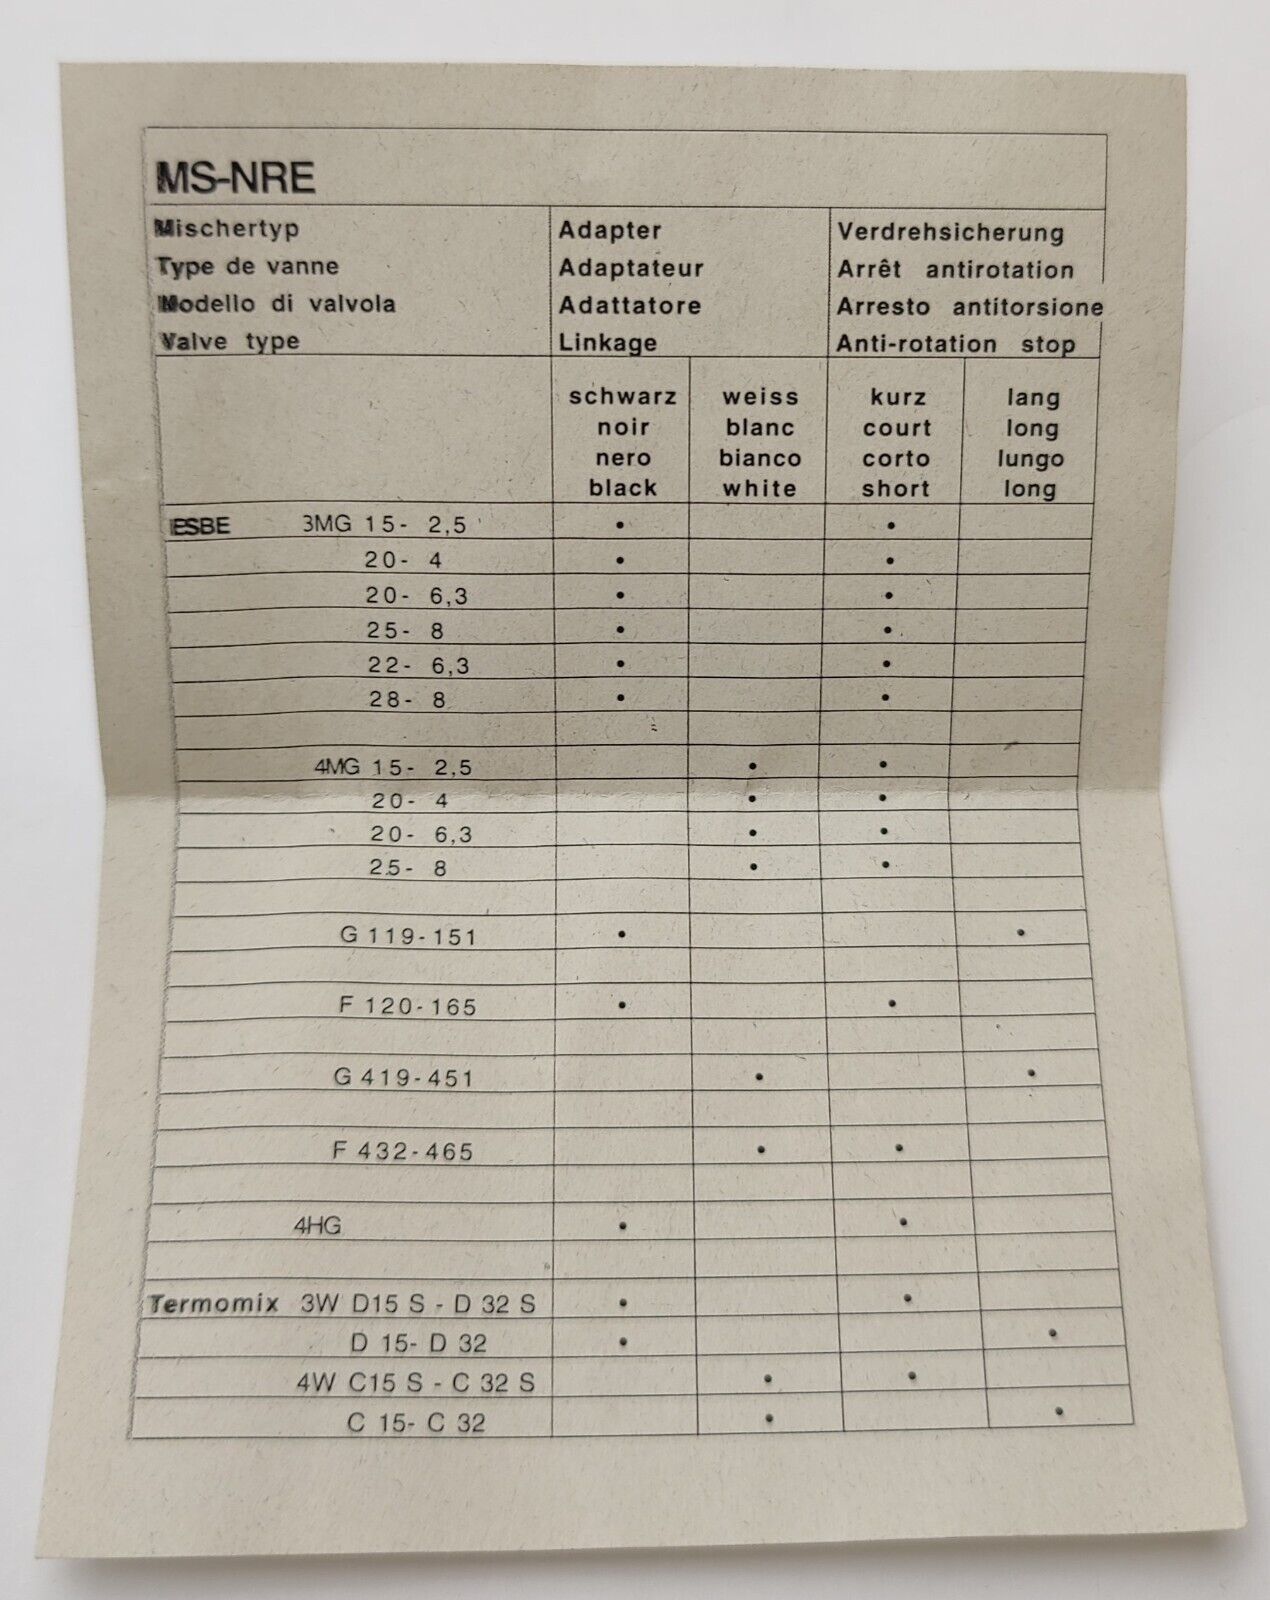 MS-NRE
Mischertyp Adapter Verdrehsicherung
Type de vanne Adaptateur Arrêt antirotation
Modello di valvola Adattatore Arresto antitorsione
Valve type Linkage Anti-rotation stop
schwarz weiss kurz lang
noir blanc court long
nero bianco corto lungo
black white short long
ESBE 3MG 15- 2,5 • •
20- 4 • •
20- 6,3 • •
25- 8 • •
22- 6,3 • •
28- 8 • •
4MG 15- 2,5 • •
20- 4 • •
20- 6,3 • •
25- 8 • •
G 119-151 • •
F 120-165 • •
G 419-451 • •
F 432-465 • •
4HG • •
Termomix 3W D15 S - D 32 S • •
D 15- D 32 • •
4W C15 S - C 32 S • •
C 15- C 32 • •